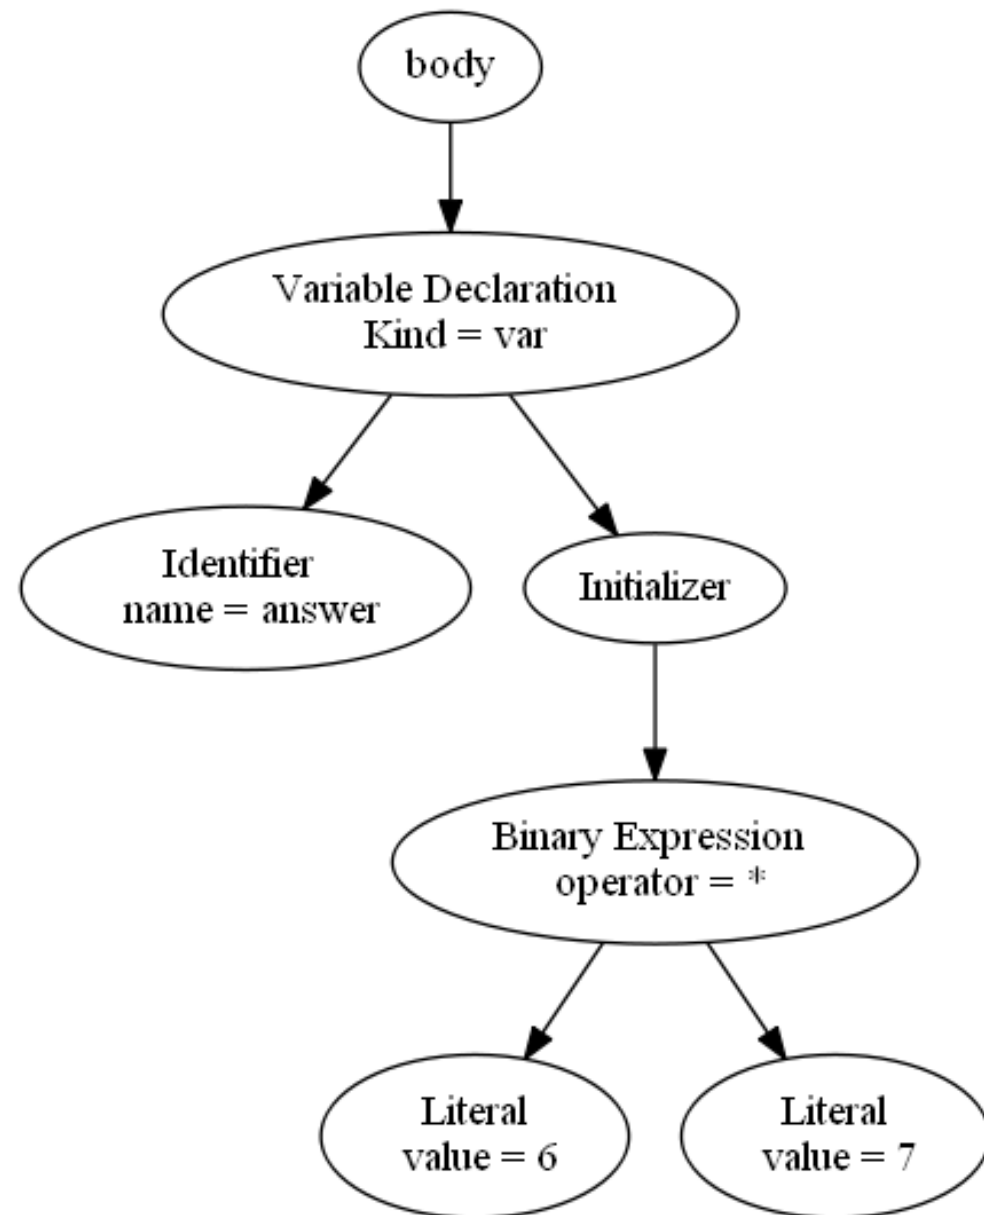 body
Variable Declaration
Kind = var
Identifier
name = answer
Initializer
Binary Expression
operator = *
Literal
value = 6
Literal
value = 7